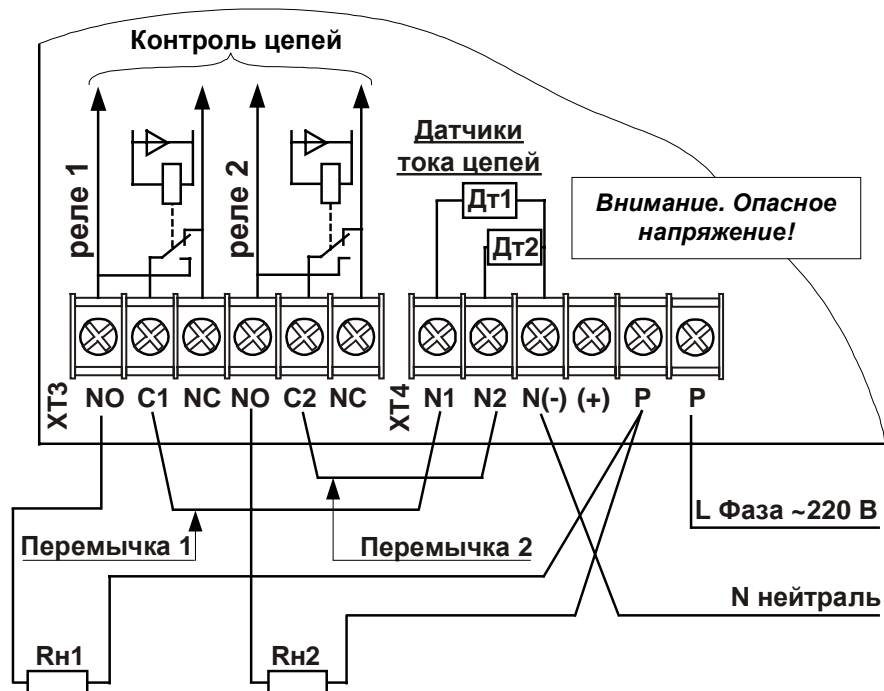 Контроль цепей
реле 1
реле 2
Датчики
тока цепей
Дт1
Дт2
Внимание. Опасное
напряжение!
XT3
NO C1 NC NO C2 NC
XT4
N1 N2 N(-) (+) P P
L Фаза ~220 В
Перемычка 1
Перемычка 2
N нейтраль
Rн1
Rн2